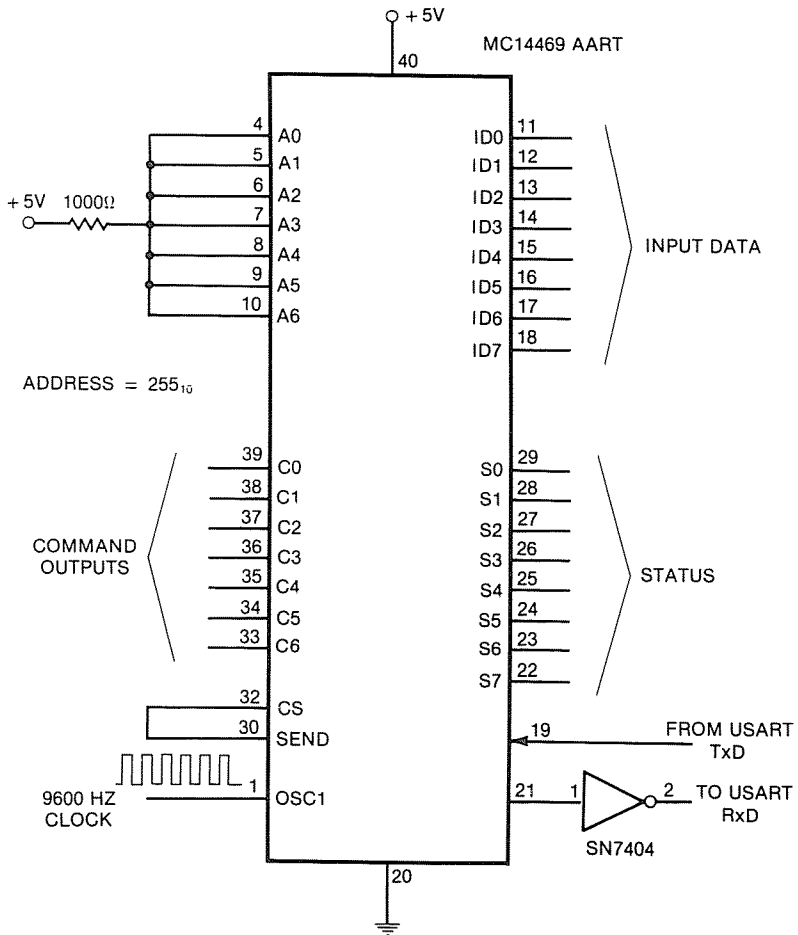 +5V
MC14469 AART
40
4 A0
5 A1
6 A2
+5V 1000Ω
7 A3
8 A4
9 A5
10 A6
ID0 11
ID1 12
ID2 13
ID3 14
ID4 15
ID5 16
ID6 17
ID7 18
INPUT DATA
ADDRESS = 255₁₀
39 C0
38 C1
37 C2
36 C3
35 C4
34 C5
33 C6
COMMAND
OUTPUTS
S0 29
S1 28
S2 27
S3 26
S4 25
S5 24
S6 23
S7 22
STATUS
32 CS
30 SEND
1 OSC1
9600 HZ
CLOCK
19 FROM USART
TxD
21 1 2 TO USART
RxD
SN7404
20